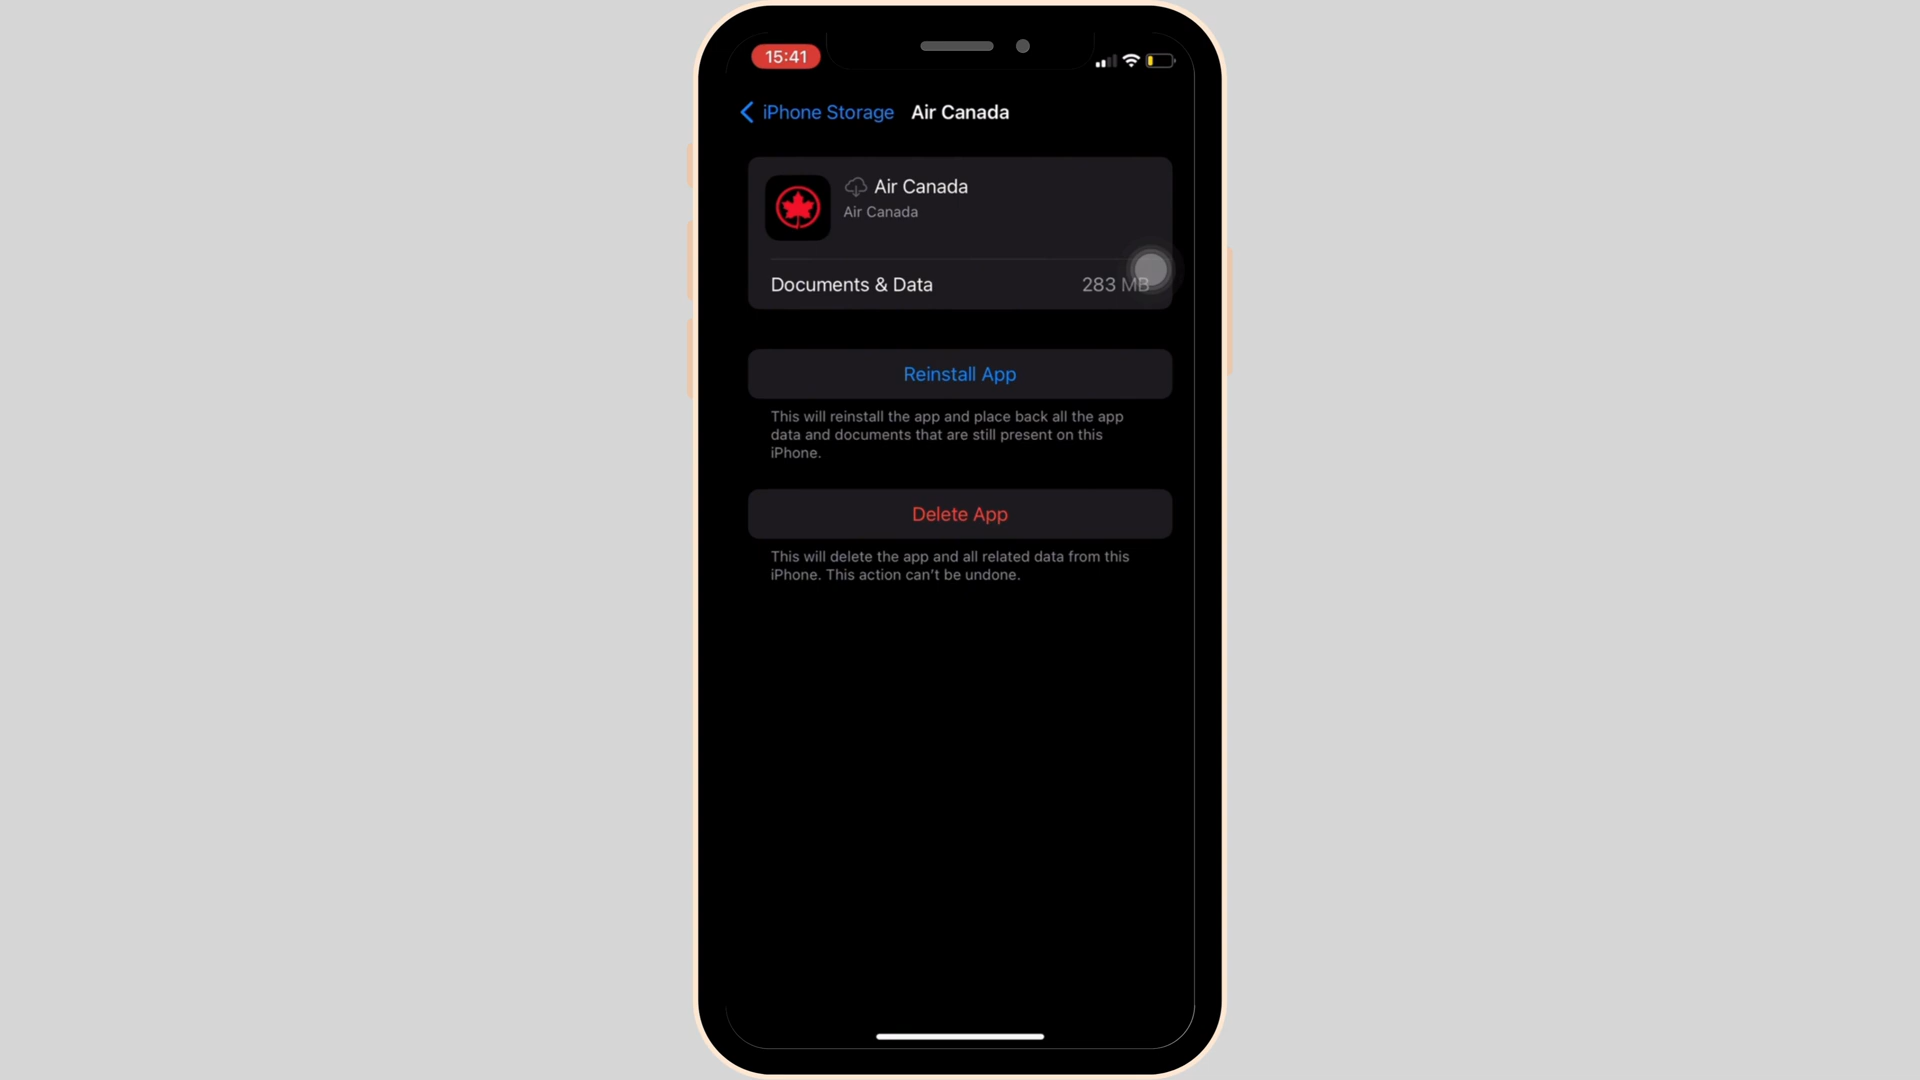 15:41
iPhone Storage Air Canada
Air Canada
Air Canada
Documents & Data 283 MB
Reinstall App
This will reinstall the app and place back all the app
data and documents that are still present on this
iPhone.
Delete App
This will delete the app and all related data from this
iPhone. This action can’t be undone.